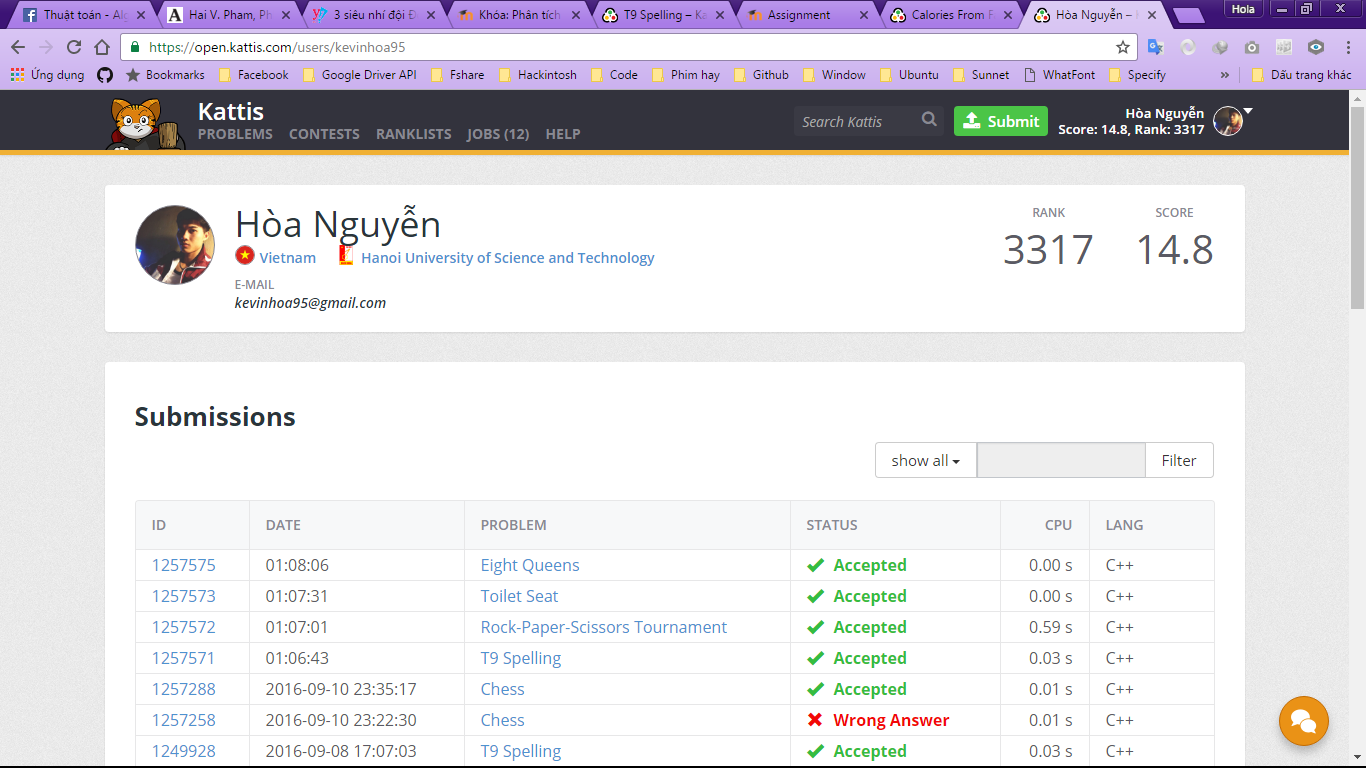 Thuật toán - Alg
Hai V. Pham, Ph
3 siêu nhí đội Đ
Khóa: Phân tích
T9 Spelling – Ka
Assignment
Calories From F
Hòa Nguyễn –
Hola
https://open.kattis.com/users/kevinhoa95
Ứng dụng Bookmarks Facebook Google Driver API Fshare Hackintosh Code Phim hay Github Window Ubuntu Sunnet WhatFont Specify » Dấu trang khác
Kattis
PROBLEMS CONTESTS RANKLISTS JOBS (12) HELP
Search Kattis
Submit
Hòa Nguyễn
Score: 14.8, Rank: 3317
Hòa Nguyễn
Vietnam Hanoi University of Science and Technology
E-MAIL
kevinhoa95@gmail.com
RANK SCORE
3317 14.8
Submissions
show all Filter
ID DATE PROBLEM STATUS CPU LANG
1257575 01:08:06 Eight Queens Accepted 0.00 s C++
1257573 01:07:31 Toilet Seat Accepted 0.00 s C++
1257572 01:07:01 Rock-Paper-Scissors Tournament Accepted 0.59 s C++
1257571 01:06:43 T9 Spelling Accepted 0.03 s C++
1257288 2016-09-10 23:35:17 Chess Accepted 0.01 s C++
1257258 2016-09-10 23:22:30 Chess Wrong Answer 0.01 s C++
1249928 2016-09-08 17:07:03 T9 Spelling Accepted 0.03 s C++